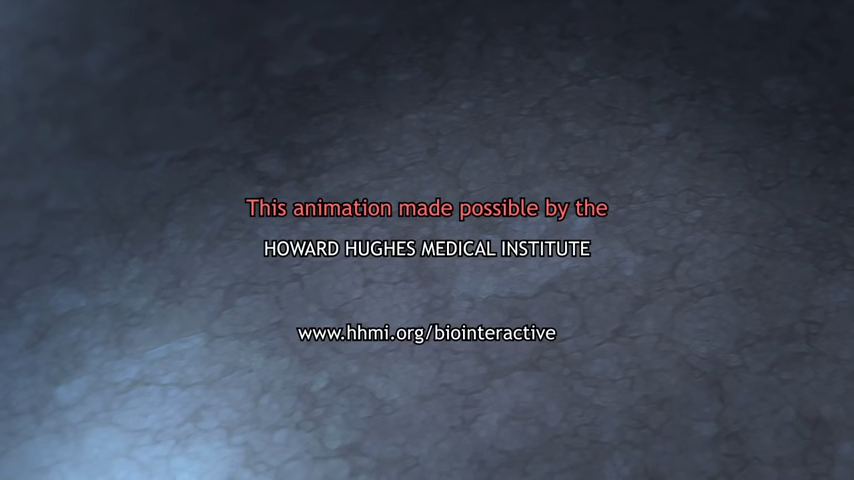 This animation made possible by the
HOWARD HUGHES MEDICAL INSTITUTE
www.hhmi.org/biointeractive